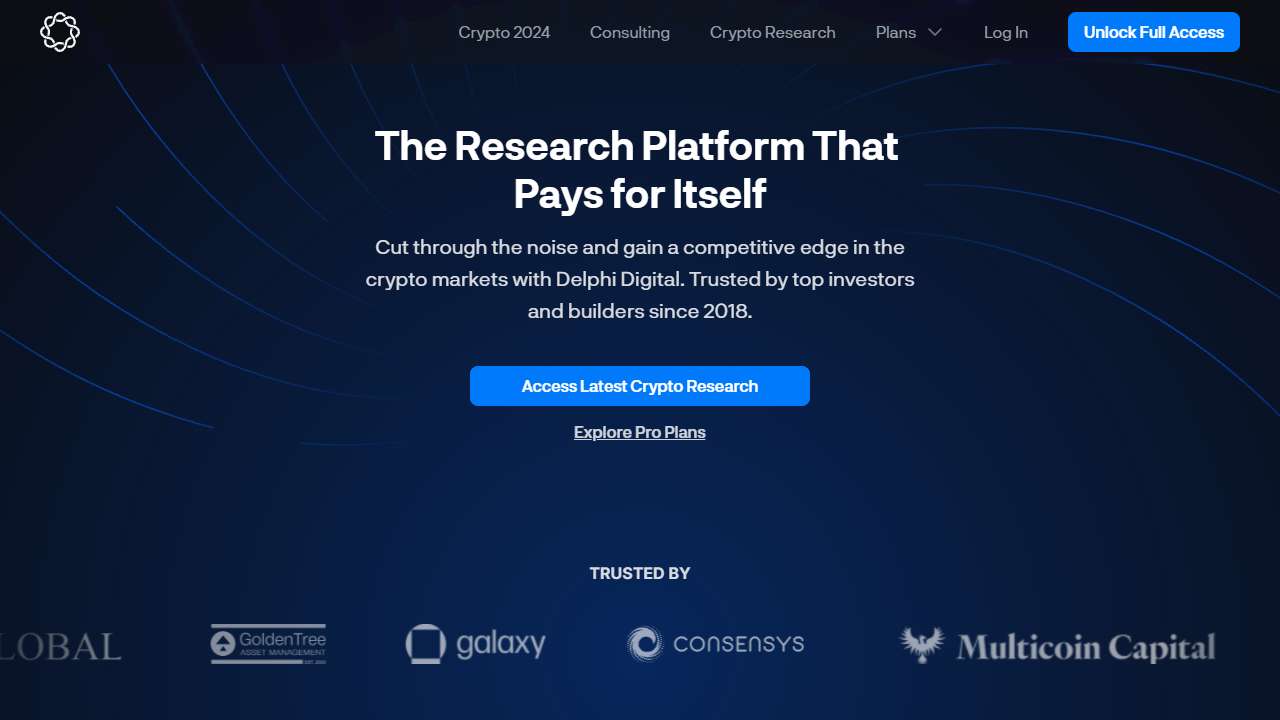 Crypto 2024
Consulting
Crypto Research
Plans
Log In
Unlock Full Access
The Research Platform That
Pays for Itself
Cut through the noise and gain a competitive edge in the
crypto markets with Delphi Digital. Trusted by top investors
and builders since 2018.
Access Latest Crypto Research
Explore Pro Plans
TRUSTED BY
LOBAL
GoldenTree
ASSET MANAGEMENT
galaxy
CONSENSYS
Multicoin Capital